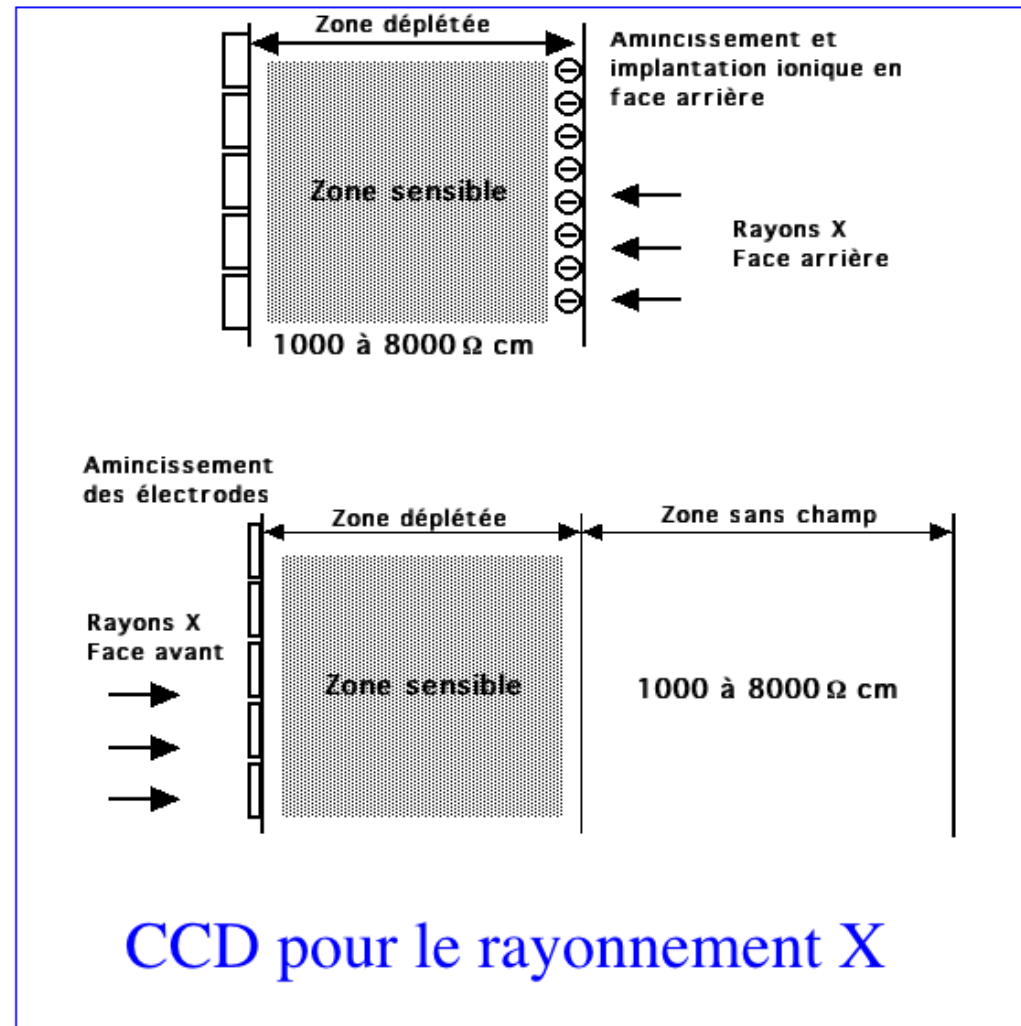 Zone déplétée
Amincissement et
implantation ionique en
face arrière
Zone sensible
Rayons X
Face arrière
1000 à 8000 Ω cm
Amincissement
des électrodes
Zone déplétée
Zone sans champ
Rayons X
Face avant
Zone sensible
1000 à 8000 Ω cm
CCD pour le rayonnement X